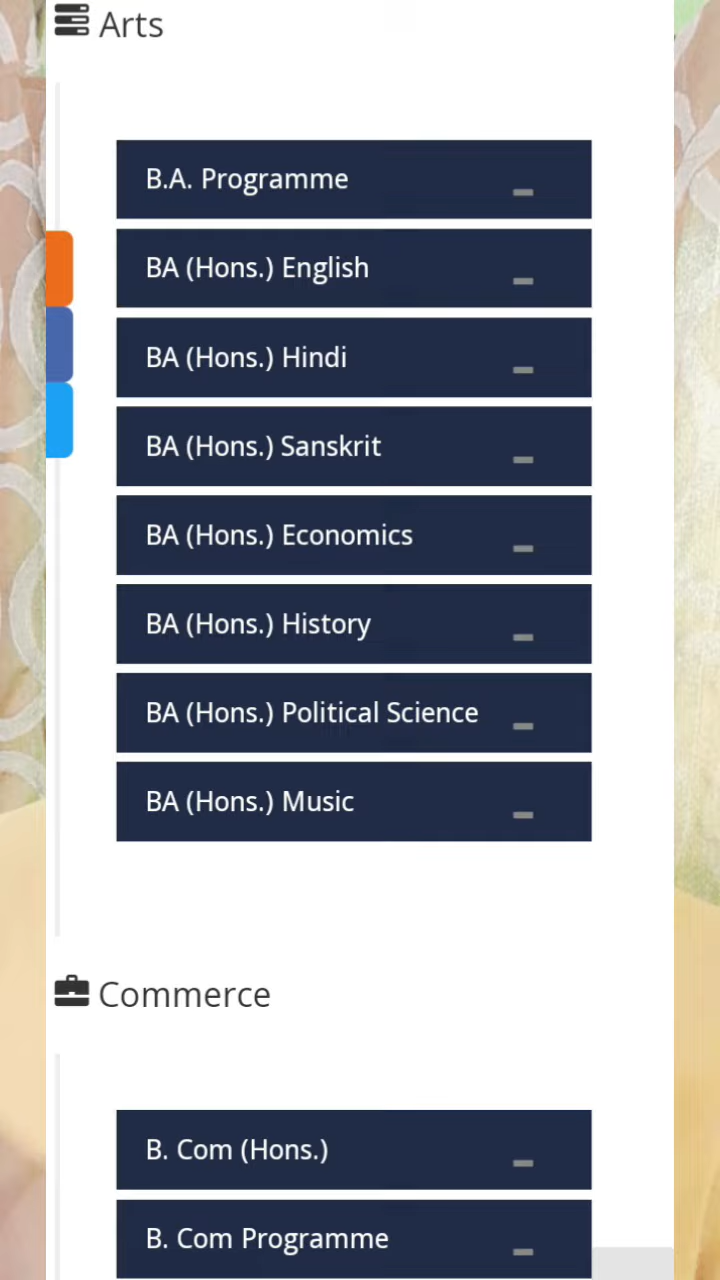 Arts
B.A. Programme
BA (Hons.) English
BA (Hons.) Hindi
BA (Hons.) Sanskrit
BA (Hons.) Economics
BA (Hons.) History
BA (Hons.) Political Science
BA (Hons.) Music
Commerce
B. Com (Hons.)
B. Com Programme